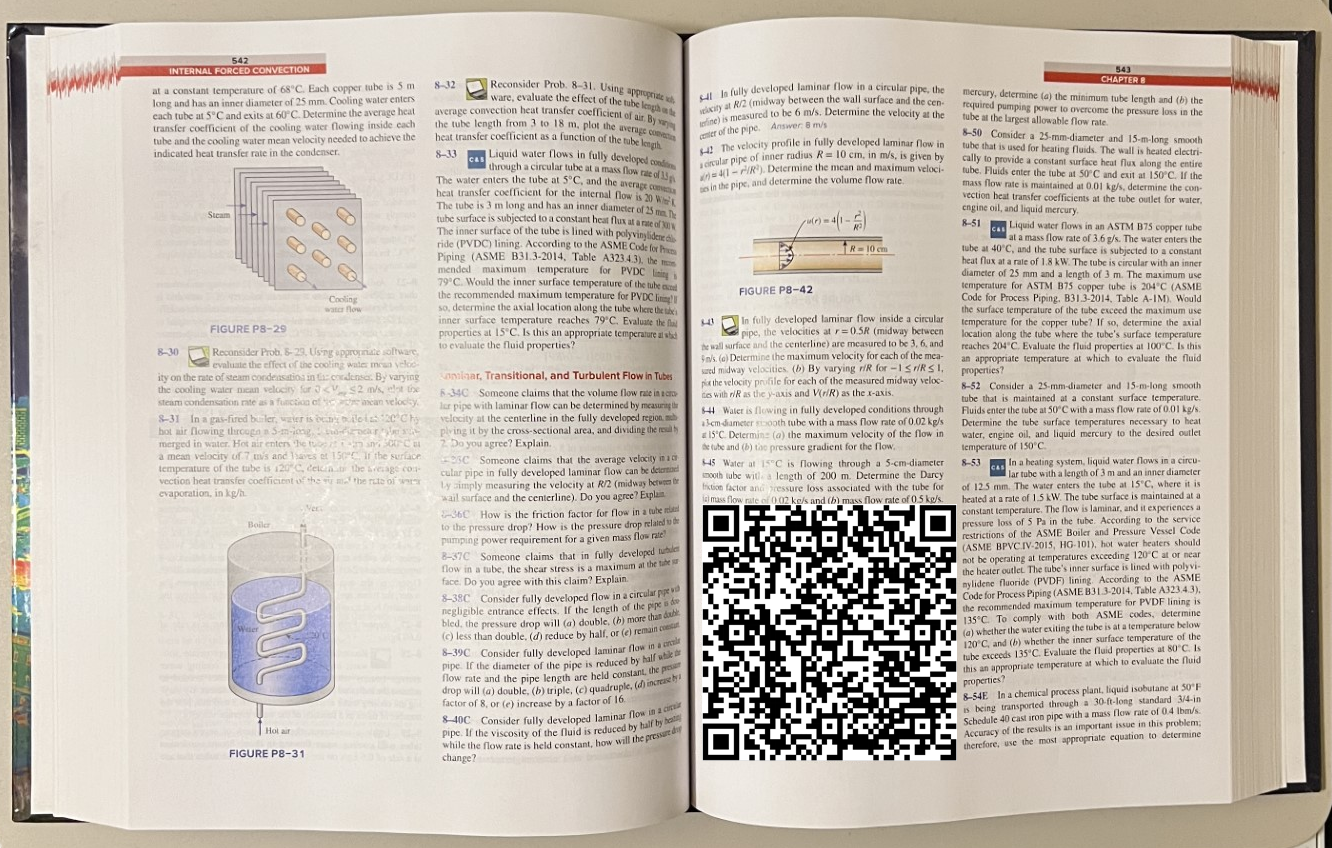 542
INTERNAL FORCED CONVECTION
at a constant temperature of 68°C. Each copper tube is 5 m
long and has an inner diameter of 25 mm. Cooling water enters
each tube at 5°C and exits at 60°C. Determine the average heat
transfer coefficient of the cooling water flowing inside each
tube and the cooling water mean velocity needed to achieve the
indicated heat transfer rate in the condenser.
Steam
Cooling
water flow
FIGURE P8–29
8–30 Reconsider Prob. 8–29. Using appropriate software,
evaluate the effect of the cooling water mean veloc-
ity on the rate of steam condensation in the condenser. By varying
the cooling water mean velocity for 0 < ≤ 2 m/s, plot the
steam condensation rate as a function of mean velocity.
8–31 In a gas-fired boiler, water is being boiled at 120°C by
hot air flowing through a 5-m-long,
merged in water. Hot air enters the tube at
a mean velocity of 7 m/s and leaves at 150°C. If the surface
temperature of the tube is 120°C, determine the average con-
vection heat transfer coefficient of the air and the rate of water
evaporation, in kg/h.
Boiler
Water
Hot air
FIGURE P8–31
8–32 Reconsider Prob. 8–31. Using appropriate soft-
ware, evaluate the effect of the tube length on the
average convection heat transfer coefficient of air. By varying
the tube length from 3 to 18 m, plot the average convection
heat transfer coefficient as a function of the tube length.
8–33 C&S Liquid water flows in fully developed conditions
through a circular tube at a mass flow rate of 3.5 g/s.
The water enters the tube at 5°C, and the average convection
heat transfer coefficient for the internal flow is 20 W/m²·K.
The tube is 3 m long and has an inner diameter of 25 mm. The
tube surface is subjected to a constant heat flux at a rate of 300 W.
The inner surface of the tube is lined with polyvinylidene chlo-
ride (PVDC) lining. According to the ASME Code for Process
Piping (ASME B31.3-2014, Table A323.4.3), the recom-
mended maximum temperature for PVDC lining is
79°C. Would the inner surface temperature of the tube exceed
the recommended maximum temperature for PVDC lining? If
so, determine the axial location along the tube where the tube's
inner surface temperature reaches 79°C. Evaluate the fluid
properties at 15°C. Is this an appropriate temperature at which
to evaluate the fluid properties?
Laminar, Transitional, and Turbulent Flow in Tubes
8–34C Someone claims that the volume flow rate in a circu-
lar pipe with laminar flow can be determined by measuring the
velocity at the centerline in the fully developed region, multi-
plying it by the cross-sectional area, and dividing the result by
2. Do you agree? Explain.
8–35C Someone claims that the average velocity in a cir-
cular pipe in fully developed laminar flow can be determined
by simply measuring the velocity at R/2 (midway between the
wall surface and the centerline). Do you agree? Explain.
8–36C How is the friction factor for flow in a tube related
to the pressure drop? How is the pressure drop related to the
pumping power requirement for a given mass flow rate?
8–37C Someone claims that in fully developed turbulent
flow in a tube, the shear stress is a maximum at the tube sur-
face. Do you agree with this claim? Explain.
8–38C Consider fully developed flow in a circular pipe with
negligible entrance effects. If the length of the pipe is dou-
bled, the pressure drop will (a) double, (b) more than double,
(c) less than double, (d) reduce by half, or (e) remain constant.
8–39C Consider fully developed laminar flow in a circular
pipe. If the diameter of the pipe is reduced by half while the
flow rate and the pipe length are held constant, the pressure
drop will (a) double, (b) triple, (c) quadruple, (d) increase by a
factor of 8, or (e) increase by a factor of 16.
8–40C Consider fully developed laminar flow in a circular
pipe. If the viscosity of the fluid is reduced by half by heating
while the flow rate is held constant, how will the pressure drop
change?
543
CHAPTER 8
8–41 In fully developed laminar flow in a circular pipe, the
velocity at R/2 (midway between the wall surface and the cen-
terline) is measured to be 6 m/s. Determine the velocity at the
center of the pipe. Answer: 8 m/s
8–42 The velocity profile in fully developed laminar flow in
a circular pipe of inner radius R = 10 cm, in m/s, is given by
u(r) = 4(1 – r²/R²). Determine the mean and maximum veloci-
ties in the pipe, and determine the volume flow rate.
u(r) = 4(1 – r²/R²)
R = 10 cm
FIGURE P8–42
8–43 In fully developed laminar flow inside a circular
pipe, the velocities at r = 0.5R (midway between
the wall surface and the centerline) are measured to be 3, 6, and
9 m/s. (a) Determine the maximum velocity for each of the mea-
sured midway velocities. (b) By varying r/R for –1 ≤ r/R ≤ 1,
plot the velocity profile for each of the measured midway veloc-
ities with r/R as the y-axis and V(r/R) as the x-axis.
8–44 Water is flowing in fully developed conditions through
a 3-cm-diameter smooth tube with a mass flow rate of 0.02 kg/s
at 15°C. Determine (a) the maximum velocity of the flow in
the tube and (b) the pressure gradient for the flow.
8–45 Water at 15°C is flowing through a 5-cm-diameter
smooth tube with a length of 200 m. Determine the Darcy
friction factor and pressure loss associated with the tube for
(a) mass flow rate of 0.02 kg/s and (b) mass flow rate of 0.5 kg/s.
mercury, determine (a) the minimum tube length and (b) the
required pumping power to overcome the pressure loss in the
tube at the largest allowable flow rate.
8–50 Consider a 25-mm-diameter and 15-m-long smooth
tube that is used for heating fluids. The wall is heated electri-
cally to provide a constant surface heat flux along the entire
tube. Fluids enter the tube at 50°C and exit at 150°C. If the
mass flow rate is maintained at 0.01 kg/s, determine the con-
vection heat transfer coefficients at the tube outlet for water,
engine oil, and liquid mercury.
8–51 C&S Liquid water flows in an ASTM B75 copper tube
at a mass flow rate of 3.6 g/s. The water enters the
tube at 40°C, and the tube surface is subjected to a constant
heat flux at a rate of 1.8 kW. The tube is circular with an inner
diameter of 25 mm and a length of 3 m. The maximum use
temperature for ASTM B75 copper tube is 204°C (ASME
Code for Process Piping, B31.3-2014, Table A-1M). Would
the surface temperature of the tube exceed the maximum use
temperature for the copper tube? If so, determine the axial
location along the tube where the tube's surface temperature
reaches 204°C. Evaluate the fluid properties at 100°C. Is this
an appropriate temperature at which to evaluate the fluid
properties?
8–52 Consider a 25-mm-diameter and 15-m-long smooth
tube that is maintained at a constant surface temperature.
Fluids enter the tube at 50°C with a mass flow rate of 0.01 kg/s.
Determine the tube surface temperatures necessary to heat
water, engine oil, and liquid mercury to the desired outlet
temperature of 150°C.
8–53 C&S In a heating system, liquid water flows in a circu-
lar tube with a length of 3 m and an inner diameter
of 12.5 mm. The water enters the tube at 15°C, where it is
heated at a rate of 1.5 kW. The tube surface is maintained at a
constant temperature. The flow is laminar, and it experiences a
pressure loss of 5 Pa in the tube. According to the service
restrictions of the ASME Boiler and Pressure Vessel Code
(ASME BPVC.IV-2015, HG-101), hot water heaters should
not be operating at temperatures exceeding 120°C at or near
the heater outlet. The tube's inner surface is lined with polyvi-
nylidene fluoride (PVDF) lining. According to the ASME
Code for Process Piping (ASME B31.3-2014, Table A323.4.3),
the recommended maximum temperature for PVDF lining is
135°C. To comply with both ASME codes, determine
(a) whether the water exiting the tube is at a temperature below
120°C, and (b) whether the inner surface temperature of the
tube exceeds 135°C. Evaluate the fluid properties at 80°C. Is
this an appropriate temperature at which to evaluate the fluid
properties?
8–54E In a chemical process plant, liquid isobutane at 50°F
is being transported through a 30-ft-long standard 3/4-in
Schedule 40 cast iron pipe with a mass flow rate of 0.4 lbm/s.
Accuracy of the results is an important issue in this problem;
therefore, use the most appropriate equation to determine